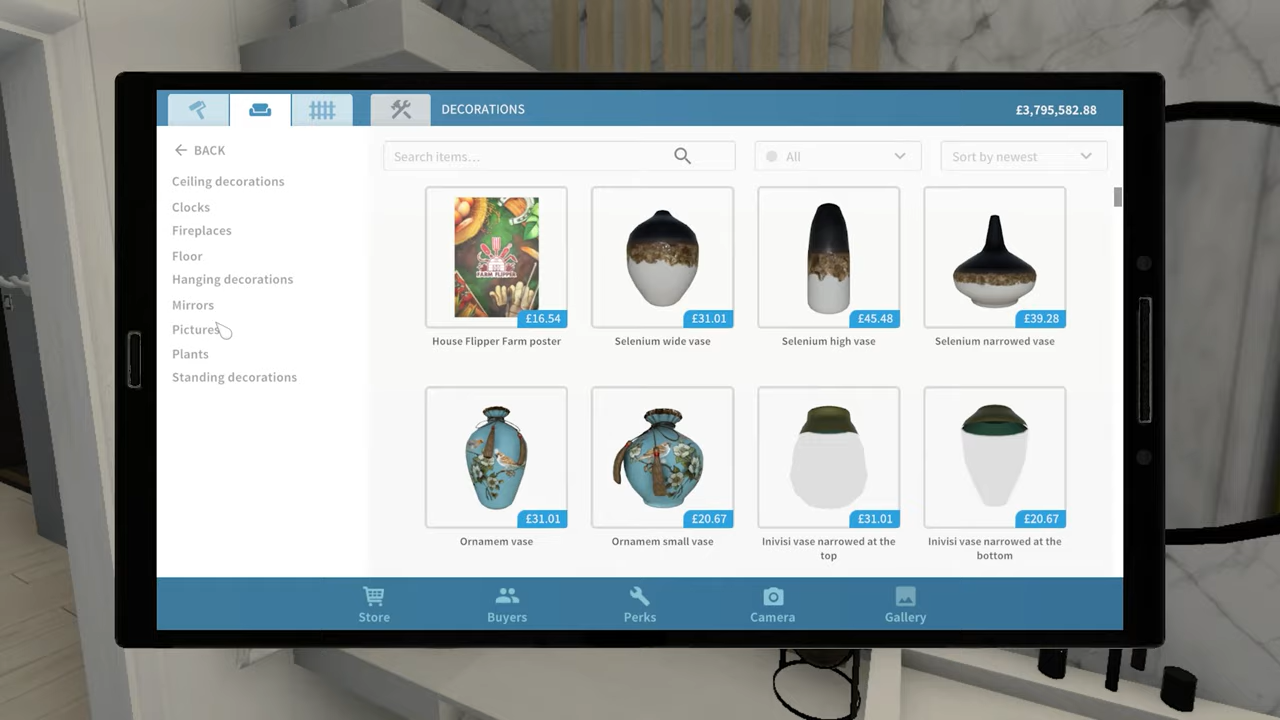 DECORATIONS
£3,795,582.88
BACK
Ceiling decorations
Clocks
Fireplaces
Floor
Hanging decorations
Mirrors
Pictures
Plants
Standing decorations
Search items...
All
Sort by newest
FARM FLIPPER
£16.54
£31.01
£45.48
£39.28
House Flipper Farm poster
Selenium wide vase
Selenium high vase
Selenium narrowed vase
£31.01
£20.67
£31.01
£20.67
Ornamem vase
Ornamem small vase
Inivisi vase narrowed at the
top
Inivisi vase narrowed at the
bottom
Store
Buyers
Perks
Camera
Gallery